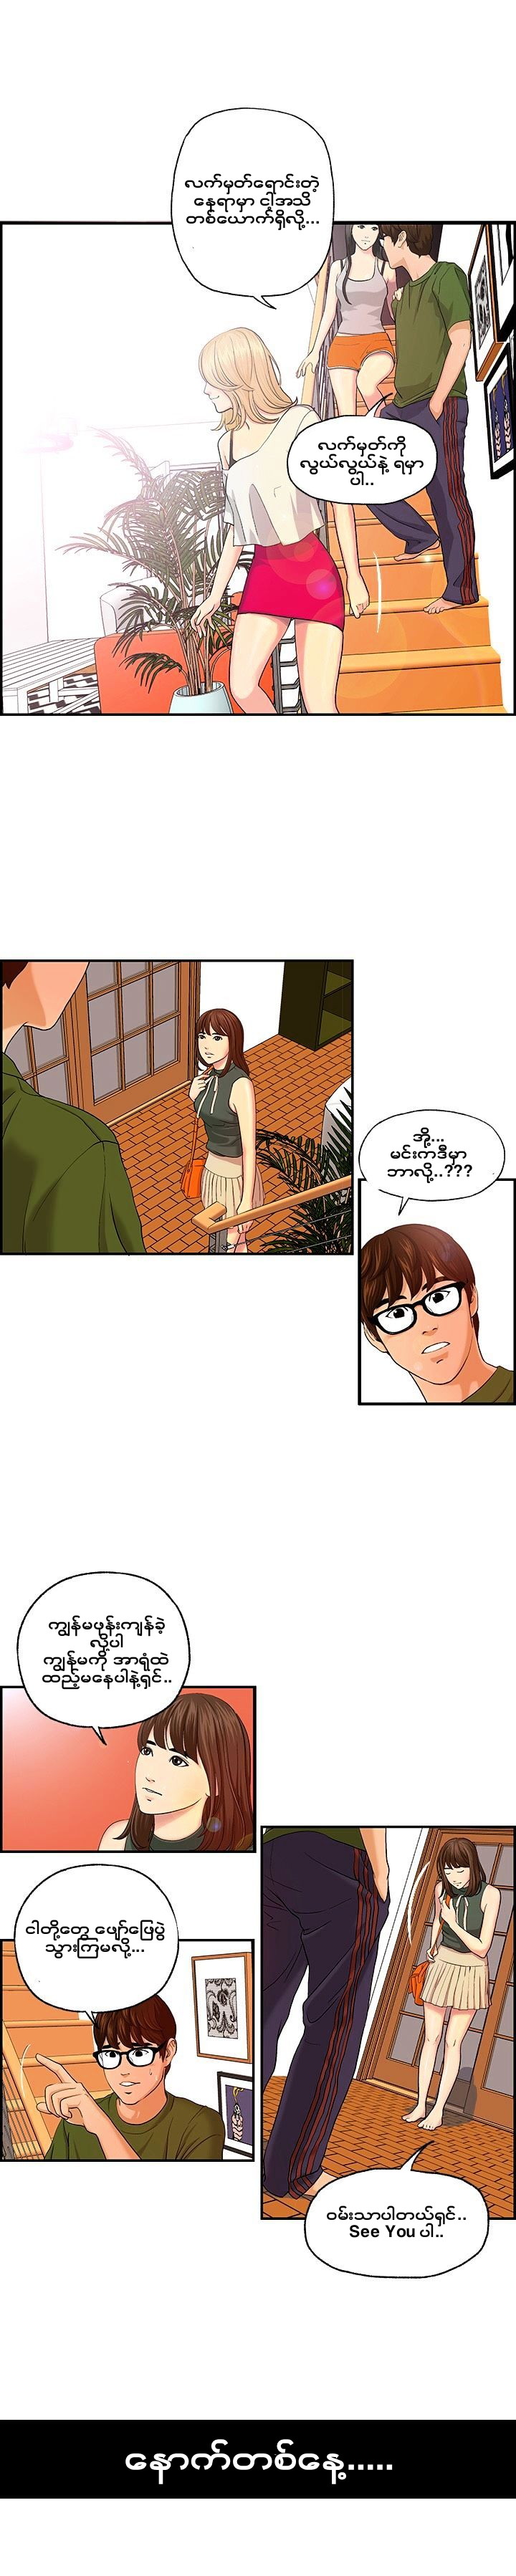 လက်မှတ်ရောင်းတဲ့
နေရာမှာ ငါ့အသိ
တစ်ယောက်ရှိလို့...
လက်မှတ်ကို
လွယ်လွယ်နဲ့ ရမှာ
ပါ..
အို့...
မင်းကဒီမှာ
ဘာလို့..???
ကျွန်မဖုန်းကျန်ခဲ့
လို့ပါ
ကျွန်မကို အာရုံထဲ
ထည့်မနေပါနဲ့ရှင်..
ငါတို့တွေ ဖျော်ဖြေပွဲ
သွားကြမလို့...
ဝမ်းသာပါတယ်ရှင်..
See You ပါ..
နောက်တစ်နေ့.....